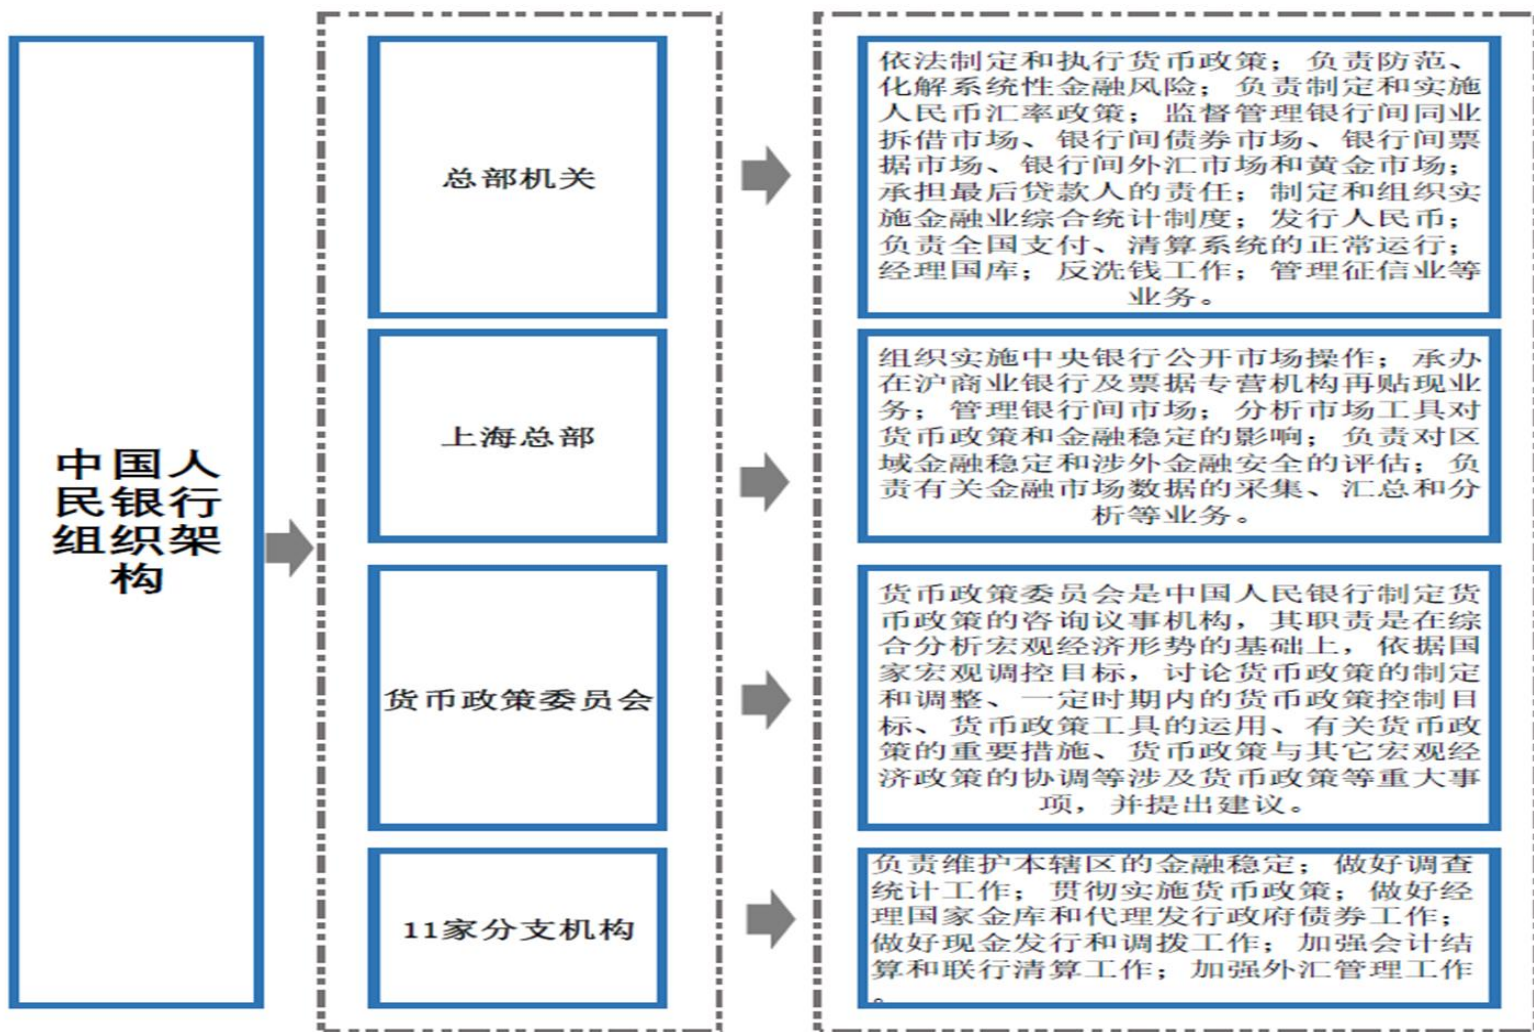 中国人
民银行
组织架
构
总部机关
依法制定和执行货币政策；负责防范、
化解系统性金融风险；负责制定和实施
人民币汇率政策；监督管理银行间同业
拆借市场、银行间债券市场、银行间票
据市场、银行间外汇市场和黄金市场；
承担最后贷款人的责任；制定和组织实
施金融业综合统计制度；发行人民币；
负责全国支付、清算系统的正常运行；
经理国库；反洗钱工作；管理征信业等
业务。
上海总部
组织实施中央银行公开市场操作；承办
在沪商业银行及票据专营机构再贴现业
务；管理银行间市场；分析市场工具对
货币政策和金融稳定的影响；负责对区
域金融稳定和涉外金融安全的评估；负
责有关金融市场数据的采集、汇总和分
析等业务。
货币政策委员会
货币政策委员会是中国人民银行制定货
币政策的咨询议事机构，其职责是在综
合分析宏观经济形势的基础上，依据国
家宏观调控目标，讨论货币政策的制定
和调整、一定时期内的货币政策控制目
标、货币政策工具的运用、有关货币政
策的重要措施、货币政策与其它宏观经
济政策的协调等涉及货币政策等重大事
项，并提出建议。
11家分支机构
负责维护本辖区的金融稳定；做好调查
统计工作；贯彻实施货币政策；做好经
理国家金库和代理发行政府债券工作；
做好现金发行和调拨工作；加强会计结
算和联行清算工作；加强外汇管理工作
。